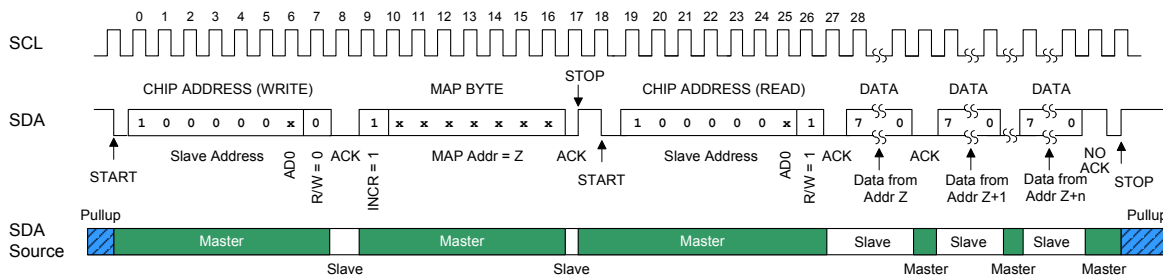 0 1 2 3 4 5 6 7 8 9 10 11 12 13 14 15 16 17 18 19 20 21 22 23 24 25 26 27 28
SCL
STOP
CHIP ADDRESS (WRITE) MAP BYTE CHIP ADDRESS (READ) DATA DATA DATA
SDA
1 0 0 0 0 0 x 0 1 x x x x x x x 1 0 0 0 0 0 x 1 7 0 7 0 7 0
START
Slave Address
AD0
R/W = 0
ACK
INCR = 1
MAP Addr = Z
ACK
START
Slave Address
AD0
R/W = 1
ACK
Data from
Addr Z
ACK
Data from
Addr Z+1
Data from
Addr Z+n
NO
ACK
STOP
Pullup Pullup
SDA
Source
Master Master Master Slave Slave Slave
Slave Slave Master Master Master